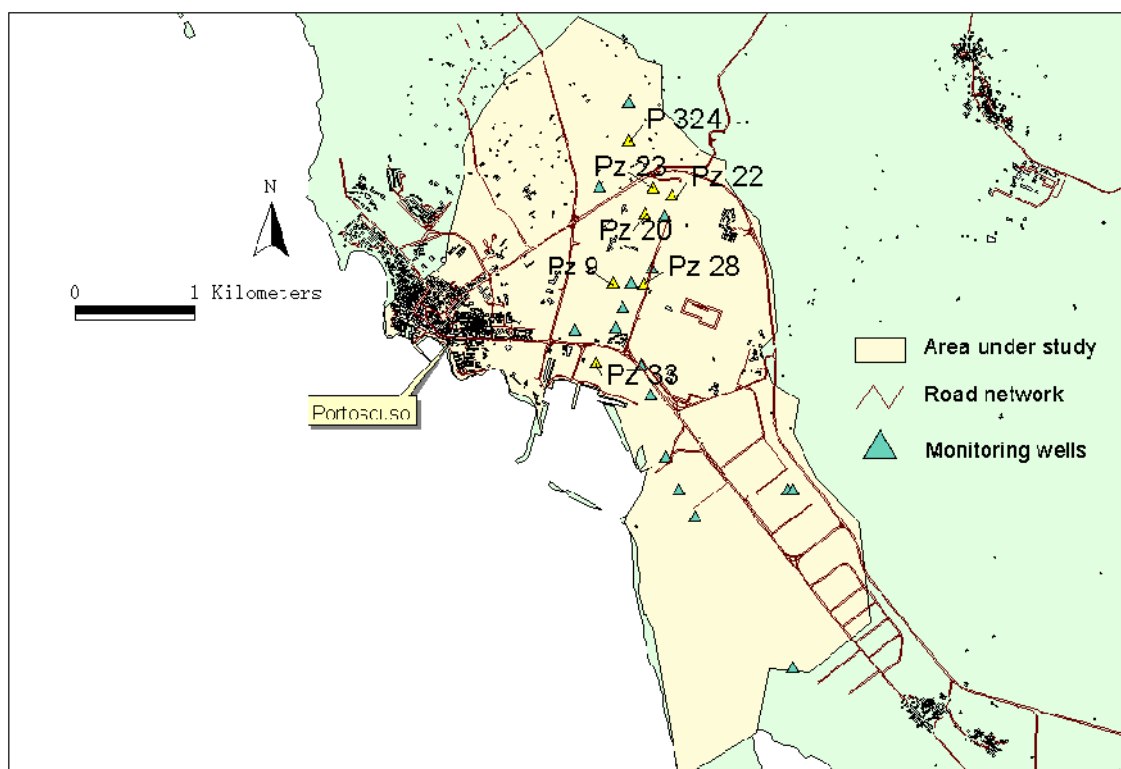 P 324
Pz 23
Pz 22
N
Pz 20
Pz 9
Pz 28
0 1 Kilometers
Area under study
Pz 33
Road network
Portoscuso
Monitoring wells